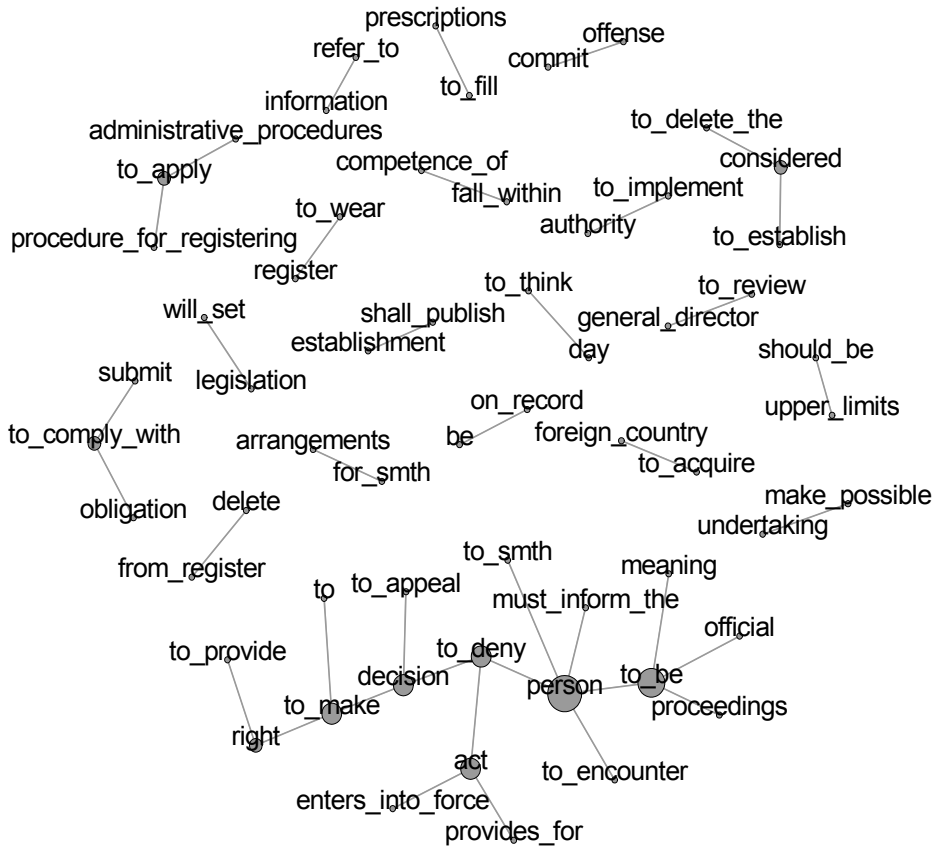 prescriptions
offense
refer_to
commit
to_fill
information
to_delete_the
administrative_procedures
competence_of
considered
to_apply
to_implement
fall_within
to_wear
authority
procedure_for_registering
to_establish
register
to_think
to_review
will_set
shall_publish
general_director
establishment
day
should_be
submit
legislation
on_record
upper_limits
to_comply_with
arrangements
be
foreign_country
for_smth
to_acquire
obligation
delete
make_possible
undertaking
from_register
to_smth
meaning
to
to_appeal
must_inform_the
official
to_provide
to_deny
decision
person
to_be
to_make
proceedings
right
act
to_encounter
enters_into_force
provides_for